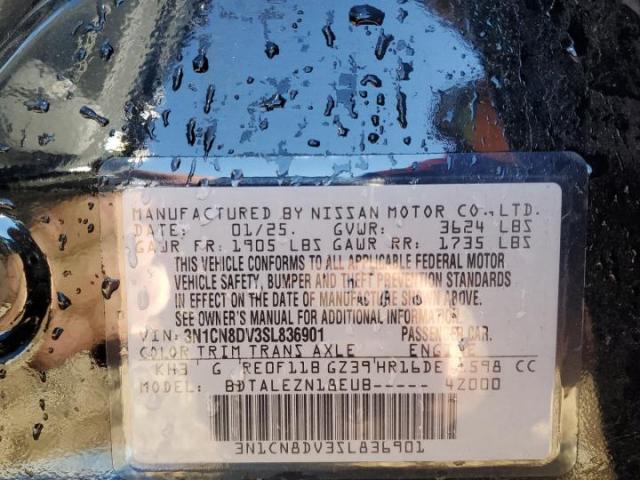 MANUFACTURED BY NISSAN MOTOR CO., LTD.
DATE: 01/25. GVWR: 3624 LBS
GAWR FR: 1905 LBS GAWR RR: 1735 LBS
THIS VEHICLE CONFORMS TO ALL APPLICABLE FEDERAL MOTOR
VEHICLE SAFETY, BUMPER AND THEFT PREVENTION STANDARDS
IN EFFECT ON THE DATE OF MANUFACTURE SHOWN ABOVE.
SEE OWNER'S MANUAL FOR ADDITIONAL INFORMATION.
VIN: 3N1CN8DV3SL836901 PASSENGER CAR.
COLOR TRIM TRANS AXLE ENGINE
KH3 G RE0F11B GZ39 HR16DE 1598 CC
MODEL: BDTALEZN18EUB----- 4Z000
3N1CN8DV3SL836901